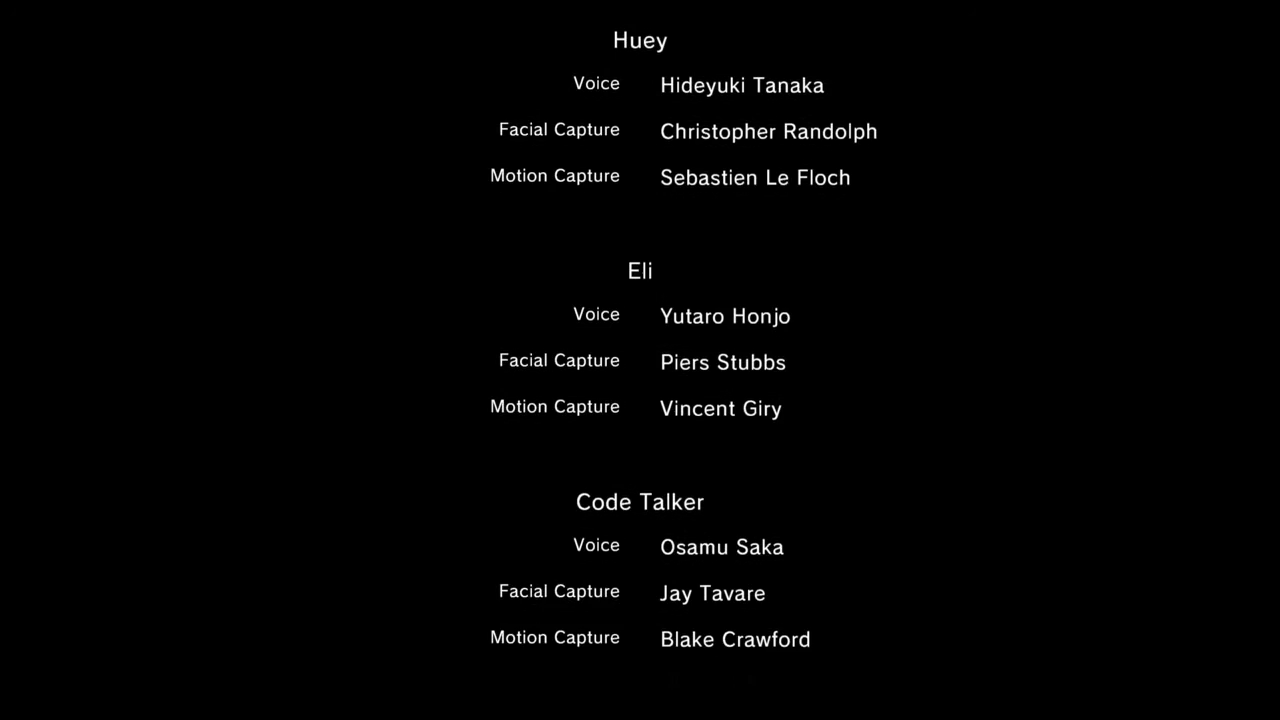 Huey
Voice Hideyuki Tanaka
Facial Capture Christopher Randolph
Motion Capture Sebastien Le Floch
Eli
Voice Yutaro Honjo
Facial Capture Piers Stubbs
Motion Capture Vincent Giry
Code Talker
Voice Osamu Saka
Facial Capture Jay Tavare
Motion Capture Blake Crawford